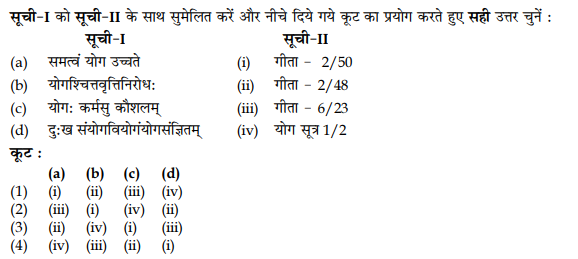 सूची-I को सूची-II के साथ सुमेलित करें और नीचे दिये गये कूट का प्रयोग करते हुए सही उत्तर चुनें :
सूची-I सूची-II
(a) समत्वं योग उच्चते (i) गीता - 2/50
(b) योगश्चित्तवृत्तिनिरोधः (ii) गीता - 2/48
(c) योगः कर्मसु कौशलम् (iii) गीता - 6/23
(d) दुःख संयोगवियोगंयोगसंज्ञितम् (iv) योग सूत्र 1/2
कूट :
(a) (b) (c) (d)
(1) (i) (ii) (iii) (iv)
(2) (iii) (i) (iv) (ii)
(3) (ii) (iv) (i) (iii)
(4) (iv) (iii) (ii) (i)